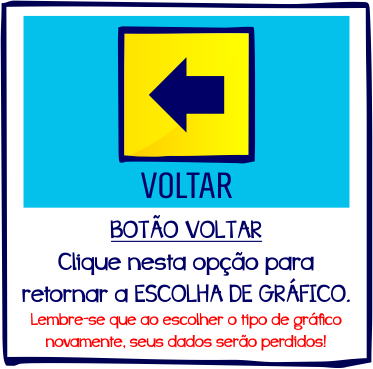 VOLTAR
BOTÃO VOLTAR
Clique nesta opção para
retornar a ESCOLHA DE GRÁFICO.
Lembre-se que ao escolher o tipo de gráfico
novamente, seus dados serão perdidos!